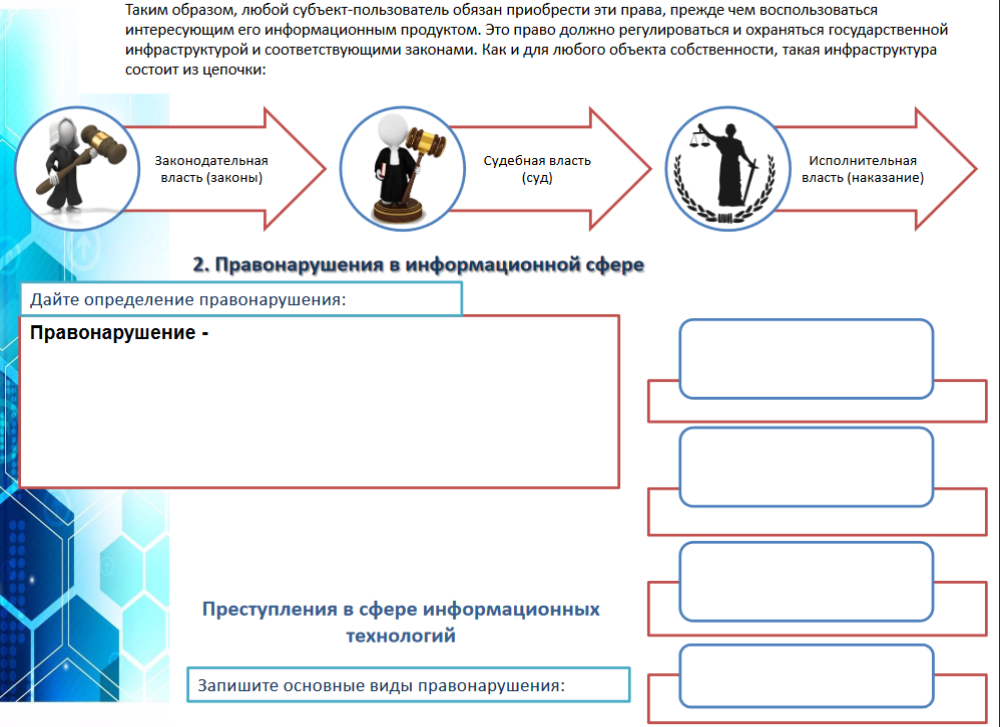 Таким образом, любой субъект-пользователь обязан приобрести эти права, прежде чем воспользоваться
интересующим его информационным продуктом. Это право должно регулироваться и охраняться государственной
инфраструктурой и соответствующими законами. Как и для любого объекта собственности, такая инфраструктура
состоит из цепочки:
Законодательная
власть (законы)
Судебная власть
(суд)
Исполнительная
власть (наказание)
2. Правонарушения в информационной сфере
Дайте определение правонарушения:
Правонарушение -
Преступления в сфере информационных
технологий
Запишите основные виды правонарушения: